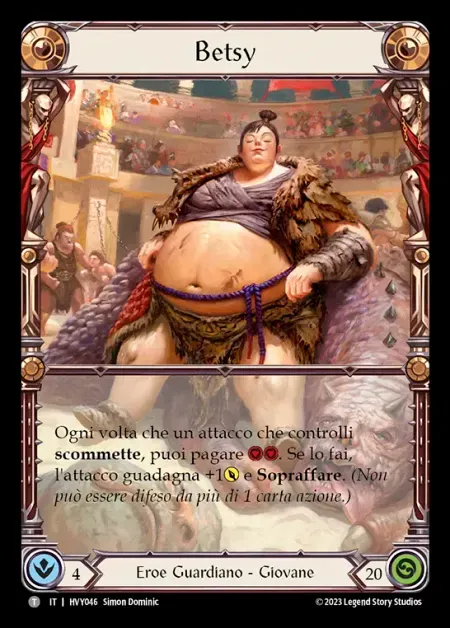 Betsy
Ogni volta che un attacco che controlli
scommette, puoi pagare. Se lo fai,
l'attacco guadagna +1 e Sopraffare. (Non
può essere difeso da più di 1 carta azione.)
4
Eroe Guardiano - Giovane
20
T IT | HVY046 Simon Dominic
© 2023 Legend Story Studios